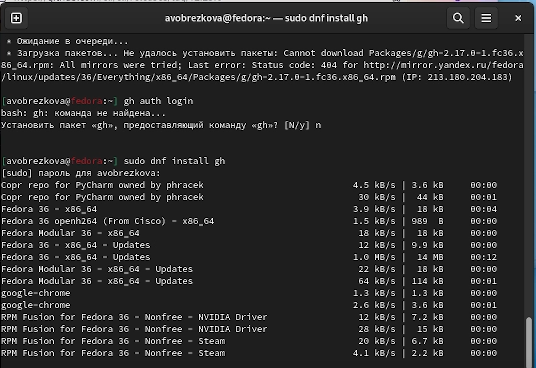 avobrezkova@fedora:~ — sudo dnf install gh
* Ожидание в очереди...
* Загрузка пакетов... Не удалось установить пакеты: Cannot download Packages/g/gh-2.17.0-1.fc36.x
86_64.rpm: All mirrors were tried; Last error: Status code: 404 for http://mirror.yandex.ru/fedora
/linux/updates/36/Everything/x86_64/Packages/g/gh-2.17.0-1.fc36.x86_64.rpm (IP: 213.180.204.183)
[avobrezkova@fedora:~] gh auth login
bash: gh: команда не найдена...
Установить пакет «gh», предоставляющий команду «gh»? [N/y] n
[avobrezkova@fedora:~] sudo dnf install gh
[sudo] пароль для avobrezkova:
Copr repo for PyCharm owned by phracek 4.5 kB/s | 3.6 kB 00:00
Copr repo for PyCharm owned by phracek 30 kB/s | 44 kB 00:01
Fedora 36 - x86_64 3.9 kB/s | 18 kB 00:04
Fedora 36 openh264 (From Cisco) - x86_64 1.5 kB/s | 989 B 00:00
Fedora Modular 36 - x86_64 18 kB/s | 18 kB 00:00
Fedora 36 - x86_64 - Updates 12 kB/s | 9.9 kB 00:00
Fedora 36 - x86_64 - Updates 1.0 MB/s | 14 MB 00:12
Fedora Modular 36 - x86_64 - Updates 22 kB/s | 18 kB 00:00
Fedora Modular 36 - x86_64 - Updates 64 kB/s | 114 kB 00:01
google-chrome 1.3 kB/s | 1.3 kB 00:00
google-chrome 2.6 kB/s | 3.6 kB 00:01
RPM Fusion for Fedora 36 - Nonfree - NVIDIA Driver 12 kB/s | 7.2 kB 00:00
RPM Fusion for Fedora 36 - Nonfree - NVIDIA Driver 28 kB/s | 15 kB 00:00
RPM Fusion for Fedora 36 - Nonfree - Steam 20 kB/s | 6.7 kB 00:00
RPM Fusion for Fedora 36 - Nonfree - Steam 4.1 kB/s | 2.2 kB 00:00